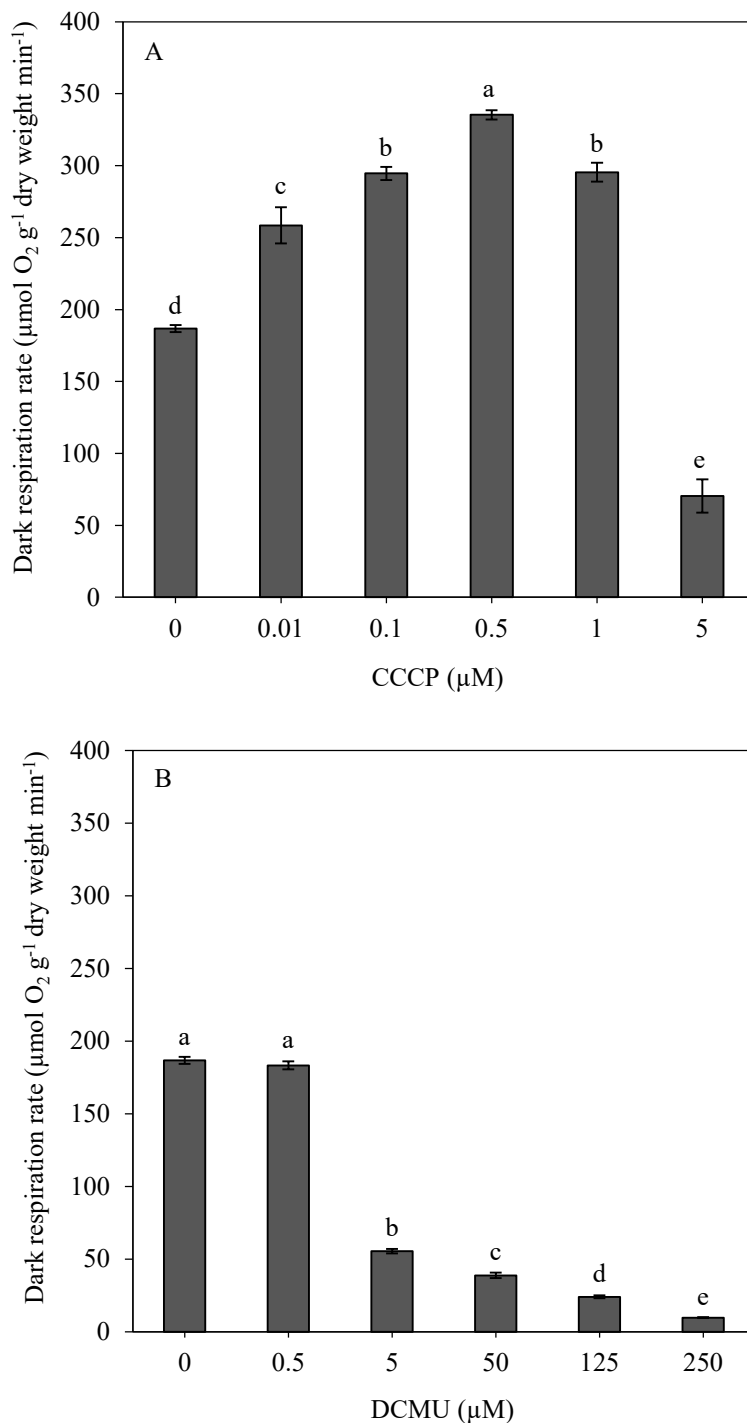 A
Dark respiration rate (µmol O₂ g⁻¹ dry weight min⁻¹)
400
350
300
250
200
150
100
50
0
d
c
b
a
b
e
0 0.01 0.1 0.5 1 5
CCCP (µM)
B
Dark respiration rate (µmol O₂ g⁻¹ dry weight min⁻¹)
400
350
300
250
200
150
100
50
0
a
a
b
c
d
e
0 0.5 5 50 125 250
DCMU (µM)